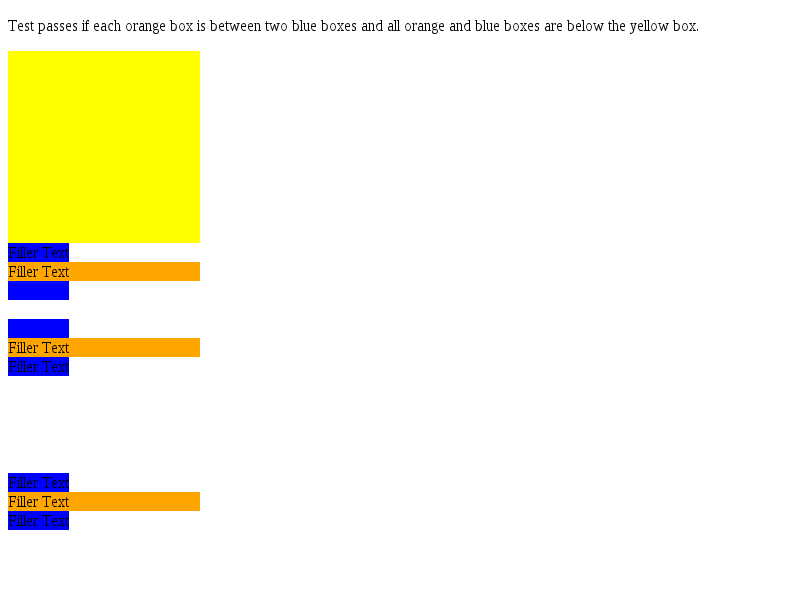 Test passes if each orange box is between two blue boxes and all orange and blue boxes are below the yellow box.
Filler Text
Filler Text
Filler Text
Filler Text
Filler Text
Filler Text
Filler Text